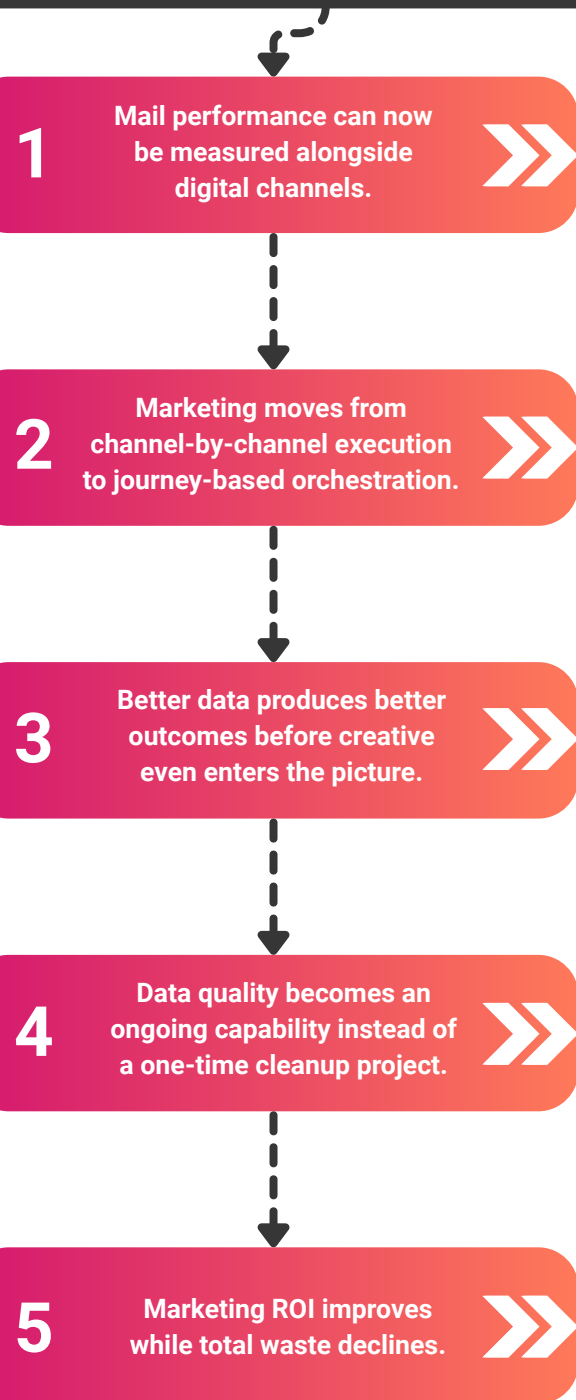 1
Mail performance can now
be measured alongside
digital channels.
2
Marketing moves from
channel-by-channel execution
to journey-based orchestration.
3
Better data produces better
outcomes before creative
even enters the picture.
4
Data quality becomes an
ongoing capability instead of
a one-time cleanup project.
5
Marketing ROI improves
while total waste declines.